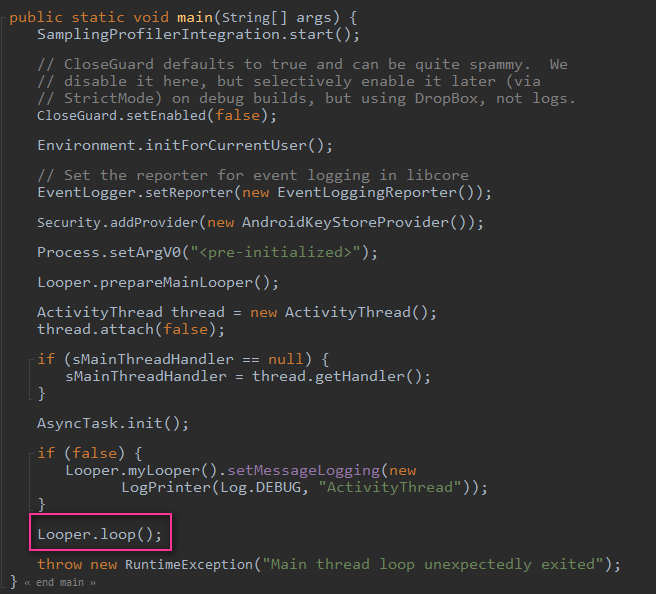 public static void main(String[] args) {
SamplingProfilerIntegration.start();
// CloseGuard defaults to true and can be quite spammy.  We
// disable it here, but selectively enable it later (via
// StrictMode) on debug builds, but using DropBox, not logs.
CloseGuard.setEnabled(false);
Environment.initForCurrentUser();
// Set the reporter for event logging in libcore
EventLogger.setReporter(new EventLoggingReporter());
Security.addProvider(new AndroidKeyStoreProvider());
Process.setArgV0("<pre-initialized>");
Looper.prepareMainLooper();
ActivityThread thread = new ActivityThread();
thread.attach(false);
if (sMainThreadHandler == null) {
sMainThreadHandler = thread.getHandler();
}
AsyncTask.init();
if (false) {
Looper.myLooper().setMessageLogging(new
LogPrinter(Log.DEBUG, "ActivityThread"));
}
Looper.loop();
throw new RuntimeException("Main thread loop unexpectedly exited");
} « end main »